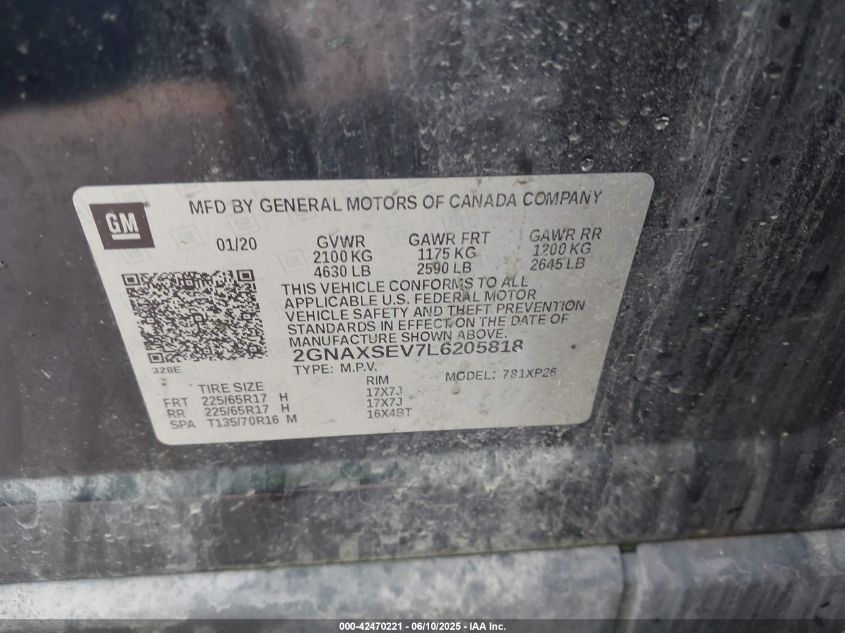 GM
MFD BY GENERAL MOTORS OF CANADA COMPANY
01/20 GVWR GAWR FRT GAWR RR
2100 KG 1175 KG 1200 KG
4630 LB 2590 LB 2645 LB
THIS VEHICLE CONFORMS TO ALL
APPLICABLE U.S. FEDERAL MOTOR
VEHICLE SAFETY AND THEFT PREVENTION
STANDARDS IN EFFECT ON THE DATE OF
MANUFACTURE SHOWN ABOVE.
328E
2GNAXSEV7L6205818
TYPE: M.P.V. MODEL: 781XP26
TIRE SIZE RIM
FRT 225/65R17 H 17X7J
RR 225/65R17 H 17X7J
SPA T135/70R16 M 16X4BT
000-42470221 - 06/10/2025 - IAA Inc.